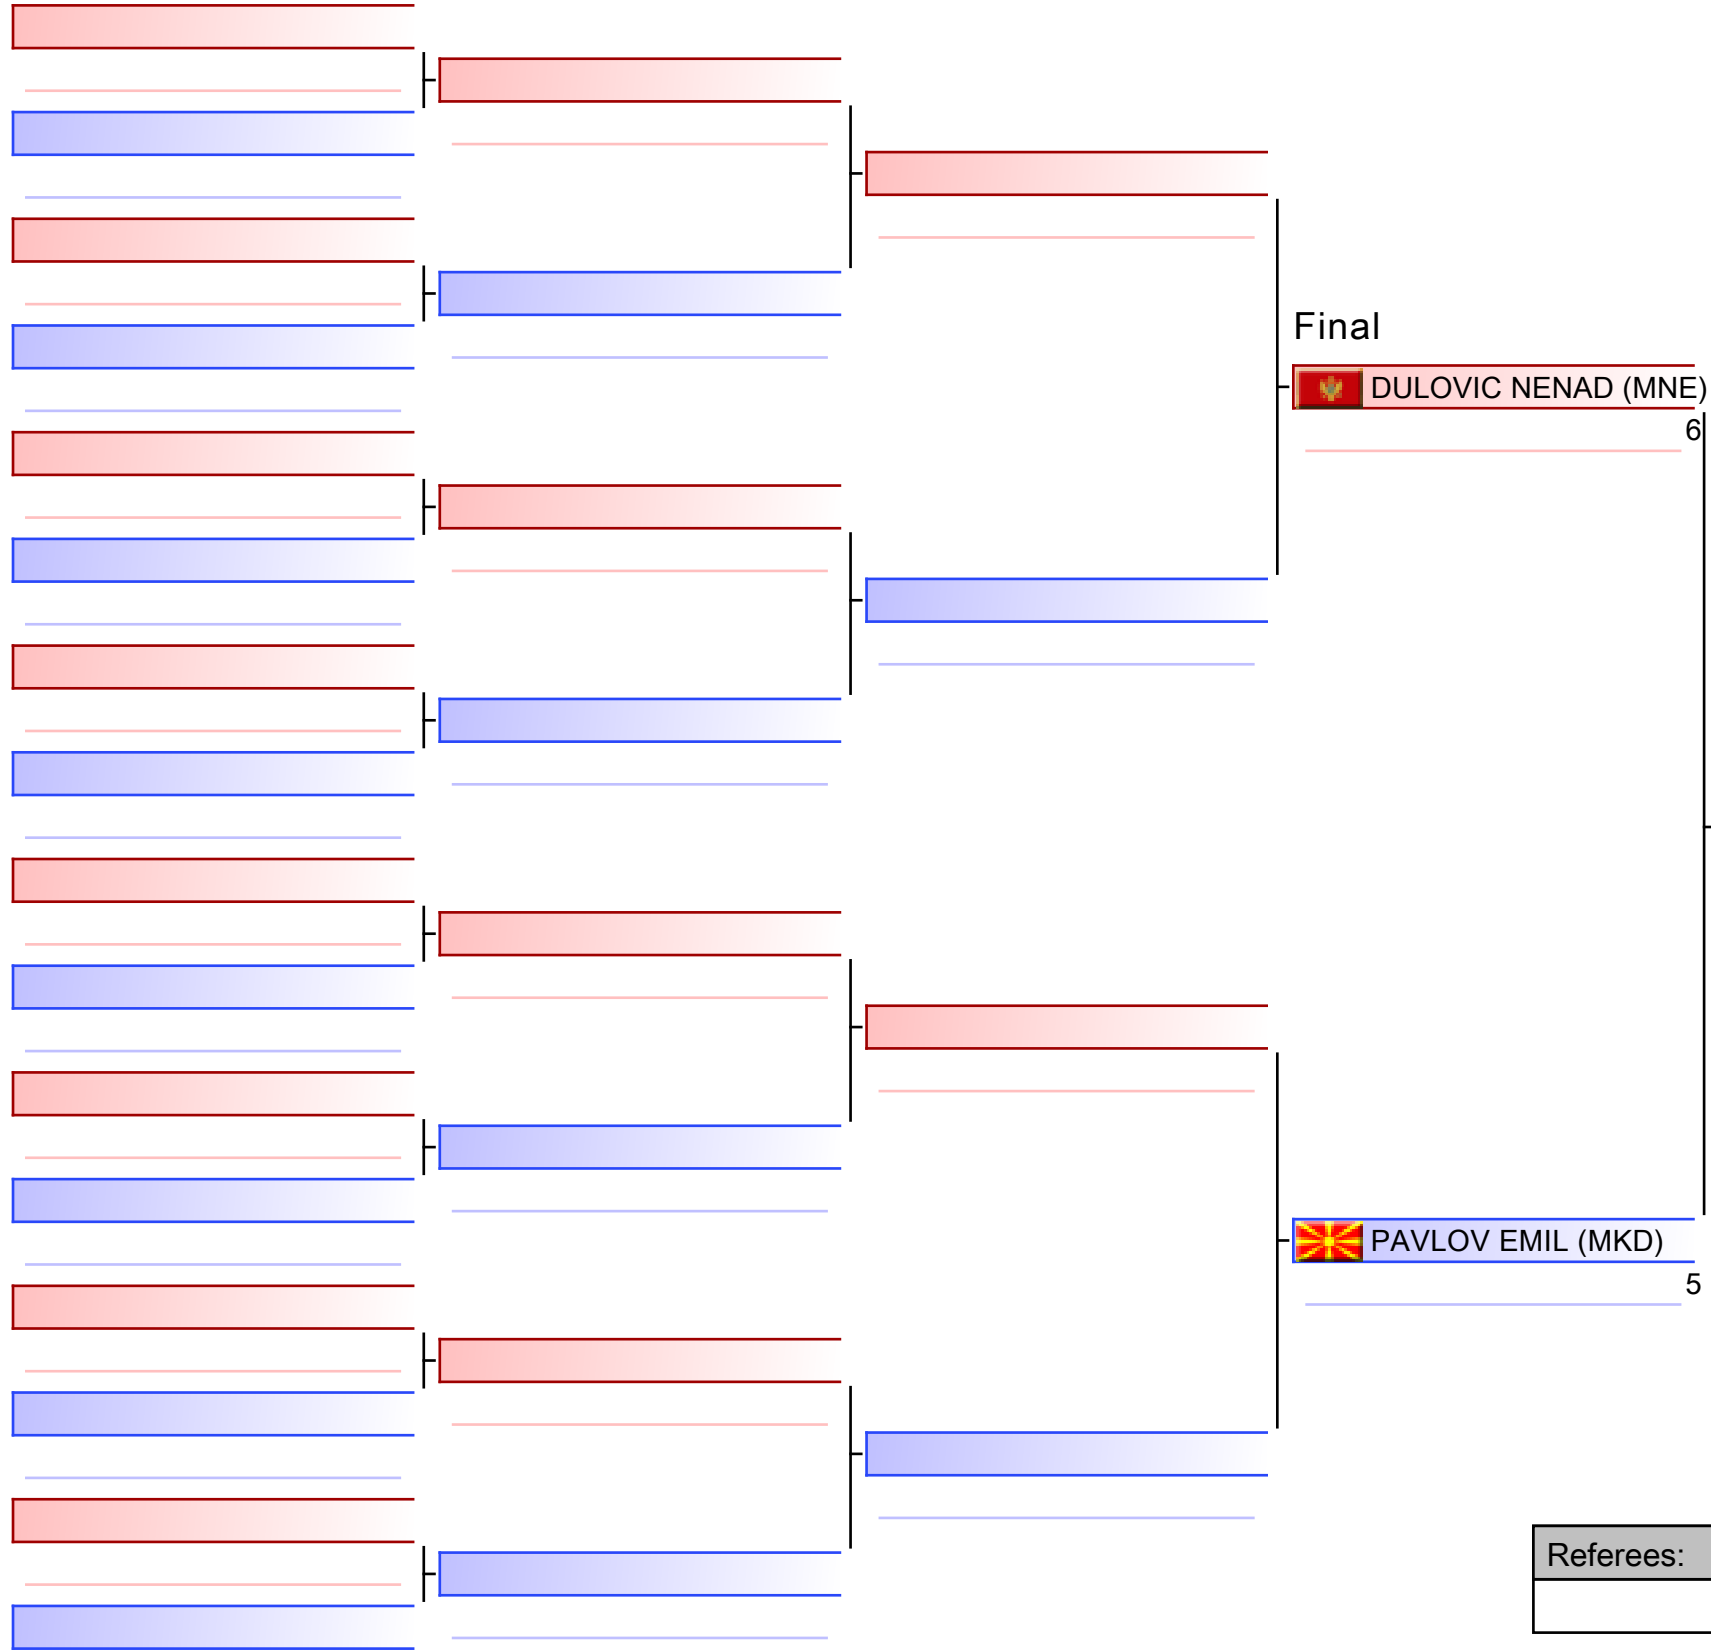 Final
DULOVIC NENAD (MNE)
6
PAVLOV EMIL (MKD)
5
Referees: